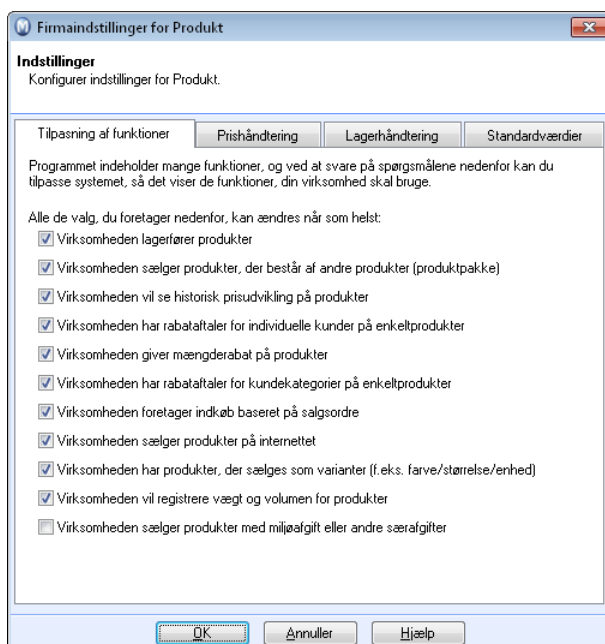 Firmaindstillinger for Produkt
Indstillinger
Konfigurer indstillinger for Produkt.
Tilpasning af funktioner
Prishåndtering
Lagerhåndtering
Standardværdier
Programmet indeholder mange funktioner, og ved at svare på spørgsmålene nedenfor kan du
tilpasse systemet, så det viser de funktioner, din virksomhed skal bruge.
Alle de valg, du foretager nedenfor, kan ændres når som helst:
Virksomheden lagerfører produkter
Virksomheden sælger produkter, der består af andre produkter (produktpakke)
Virksomheden vil se historisk prisudvikling på produkter
Virksomheden har rabataftaler for individuelle kunder på enkeltprodukter
Virksomheden giver mængderabat på produkter
Virksomheden har rabataftaler for kundekategorier på enkeltprodukter
Virksomheden foretager indkøb baseret på salgsordre
Virksomheden sælger produkter på internettet
Virksomheden har produkter, der sælges som varianter (f.eks. farve/størrelse/enhed)
Virksomheden vil registrere vægt og volumen for produkter
Virksomheden sælger produkter med miljøafgift eller andre særafgifter
OK
Annuller
Hjælp